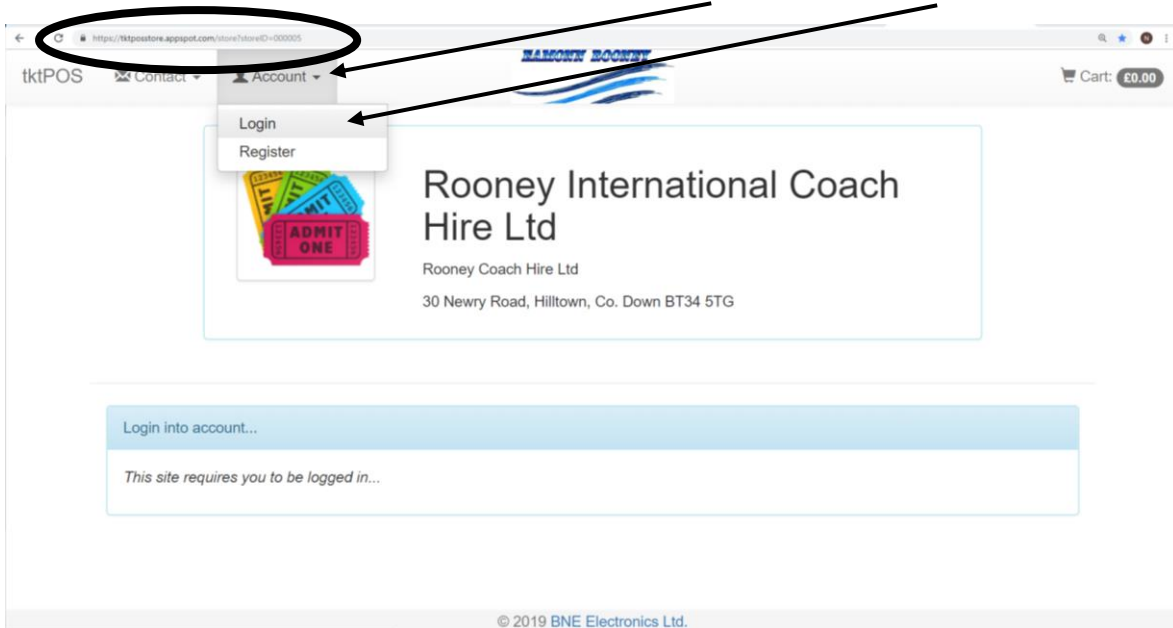 https://tktposstore.appspot.com/store?storeID=000005
tktPOS Contact Account EAMONN ROONEY Cart: £0.00
Login
Register
ADMIT ONE
Rooney International Coach
Hire Ltd
Rooney Coach Hire Ltd
30 Newry Road, Hilltown, Co. Down BT34 5TG
Login into account...
This site requires you to be logged in...
© 2019 BNE Electronics Ltd.